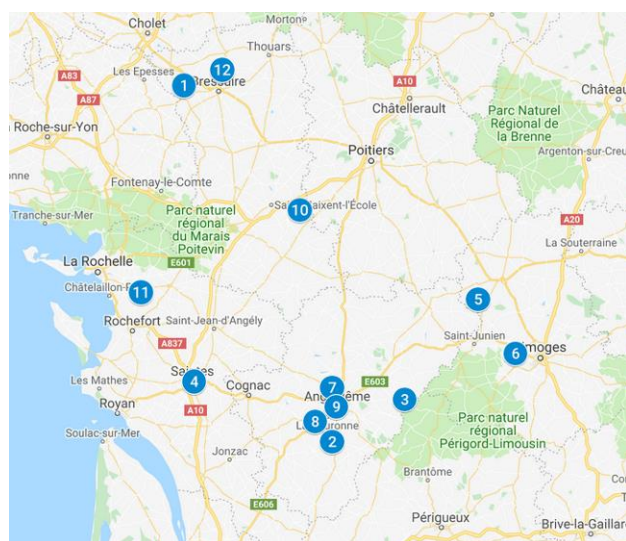 Cholet
Morton
Thouars
A83
Les Epesses
1
12
Bressuire
A10
Châtellerault
Château
A87
Roche-sur-Yon
Parc Naturel
Régional de
la Brenne
Poitiers
Argenton-sur-Creu
onne
Fontenay-le-Comte
10
Saint-Maixent-l'École
Tranche-sur-Mer
Parc naturel
régional
du Marais
Poitevin
A20
La Souterraine
La Rochelle
E601
Châtelaillon-P
11
5
Rochefort
Saint-Jean-d'Angély
Saint-Junien
6
Limoges
A837
Saintes
4
E603
7
Les Mathes
Cognac
Angoulême
3
9
Royan
A10
8
La Couronne
Parc naturel
régional
Périgord-Limousin
Soulac-sur-Mer
2
Jonzac
Brantôme
E606
Périgueux
Brive-la-Gaillar